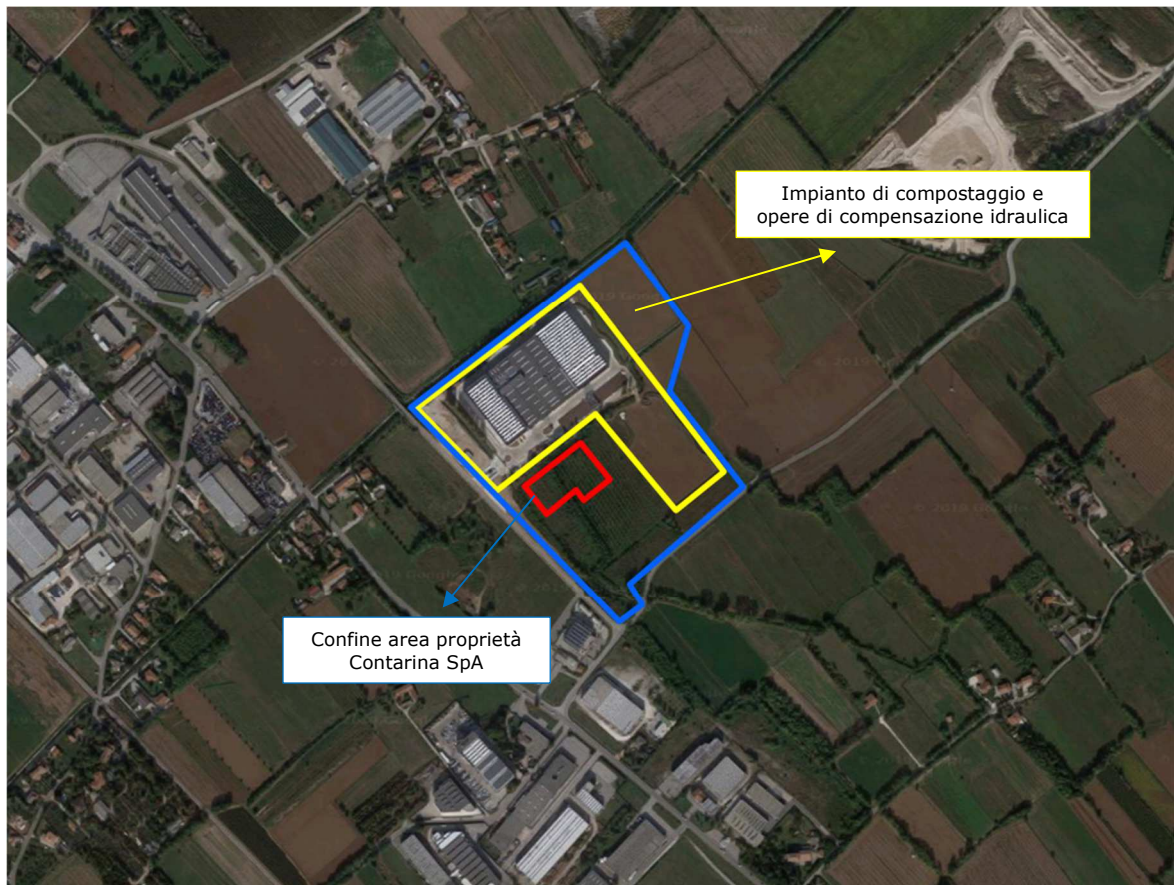 Impianto di compostaggio e
opere di compensazione idraulica
Confine area proprietà
Contarina SpA